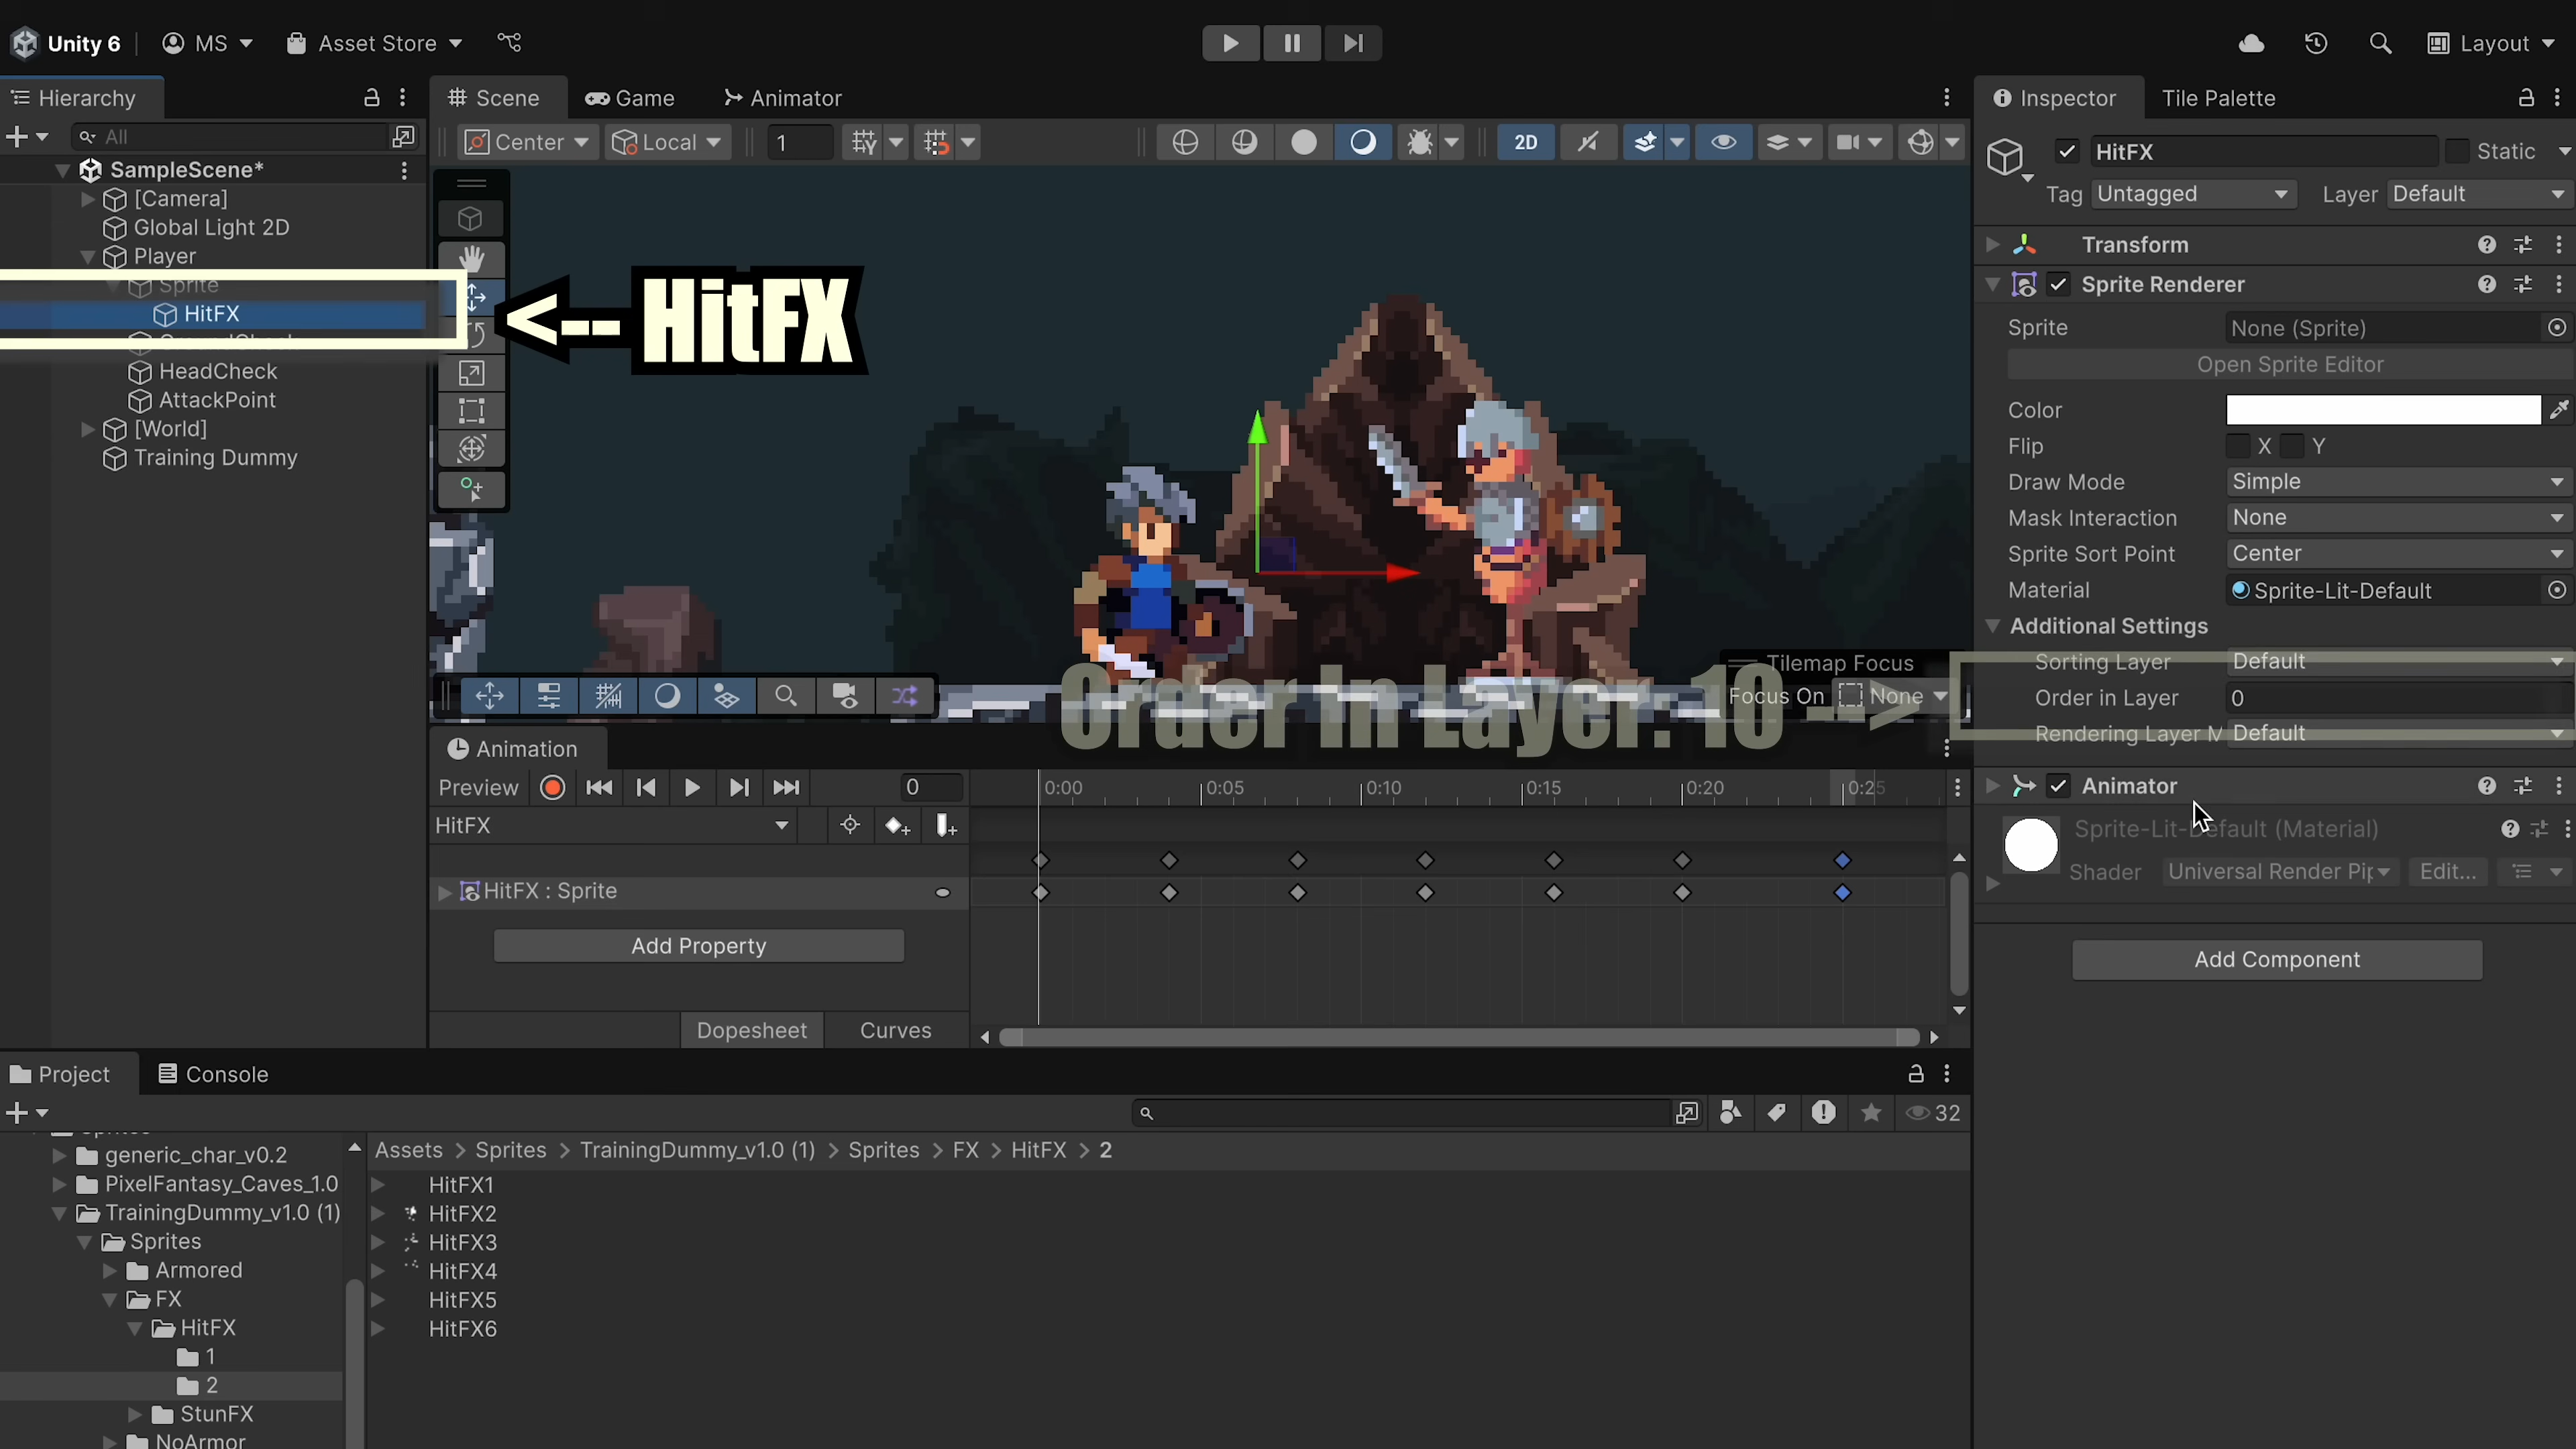 Unity 6 MS Asset Store Layout
Hierarchy
Scene Game Animator
Inspector Tile Palette
All
Center Local 1 2D
SampleScene*
[Camera]
Global Light 2D
Player
Sprite
HitFX
HeadCheck
AttackPoint
[World]
Training Dummy
<-- HitFX
Order In Layer: 10 -->
Tilemap Focus
Focus On None
HitFX Static
Tag Untagged Layer Default
Transform
Sprite Renderer
Sprite None (Sprite)
Open Sprite Editor
Color
Flip X Y
Draw Mode Simple
Mask Interaction None
Sprite Sort Point Center
Material Sprite-Lit-Default
Additional Settings
Sorting Layer Default
Order in Layer 0
Rendering Layer M Default
Animator
Sprite-Lit-Default (Material)
Shader Universal Render Pip Edit...
Add Component
Animation
Preview 0 0:00 0:05 0:10 0:15 0:20 0:25
HitFX
HitFX : Sprite
Add Property
Dopesheet Curves
Project Console
32
Assets > Sprites > TrainingDummy_v1.0 (1) > Sprites > FX > HitFX > 2
generic_char_v0.2
PixelFantasy_Caves_1.0
TrainingDummy_v1.0 (1)
Sprites
Armored
FX
HitFX
1
2
StunFX
NoArmor
HitFX1
HitFX2
HitFX3
HitFX4
HitFX5
HitFX6